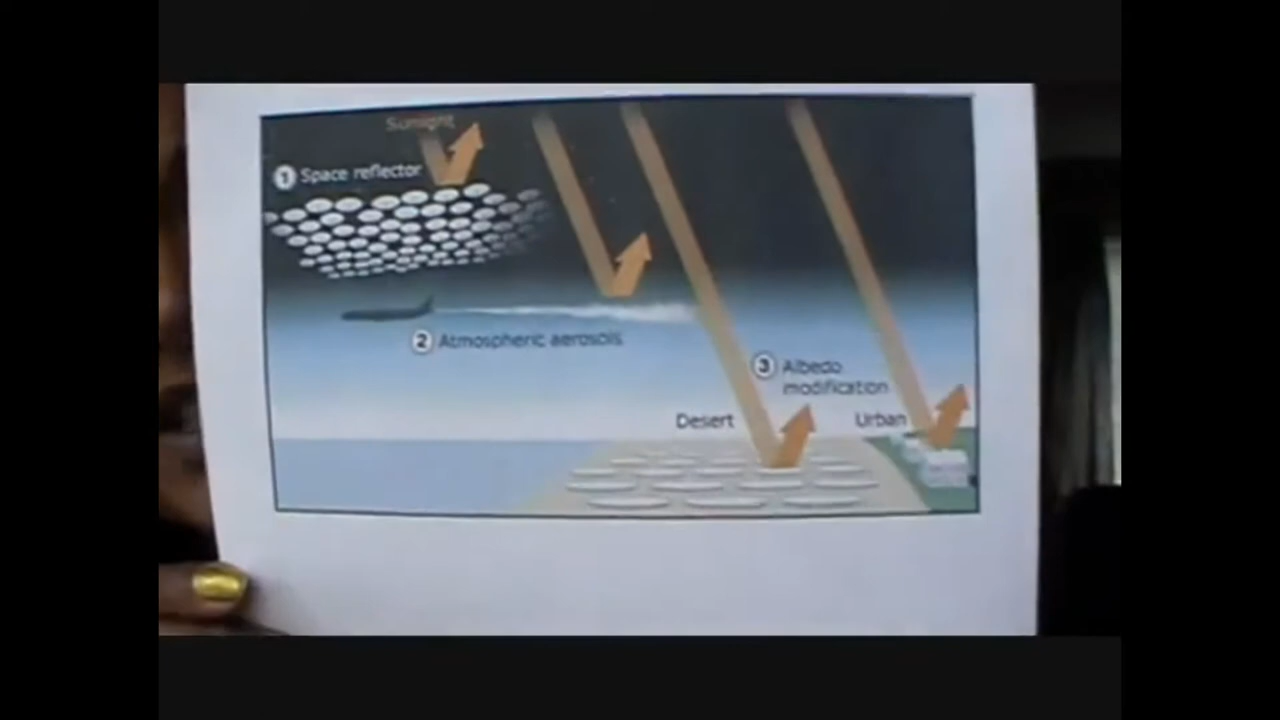 Sunlight
1 Space reflector
2 Atmospheric aerosols
3 Albedo
modification
Desert
Urban